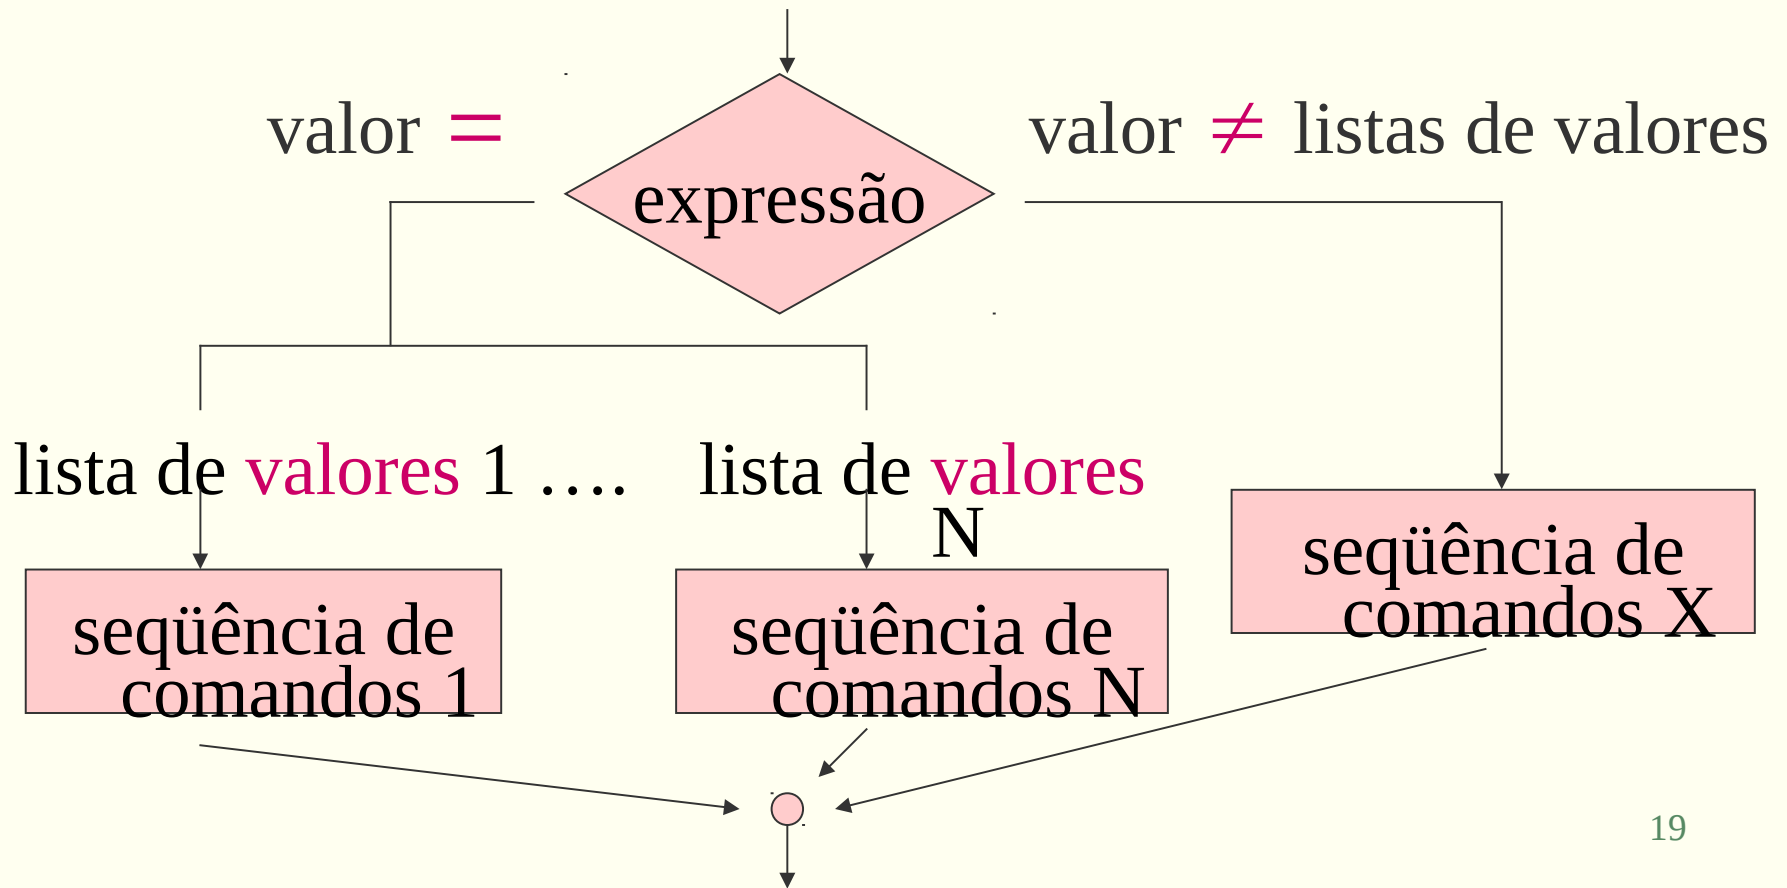 valor =
valor ≠ listas de valores
expressão
lista de valores 1 ….
lista de valores
N
seqüência de
comandos 1
seqüência de
comandos N
seqüência de
comandos X
19